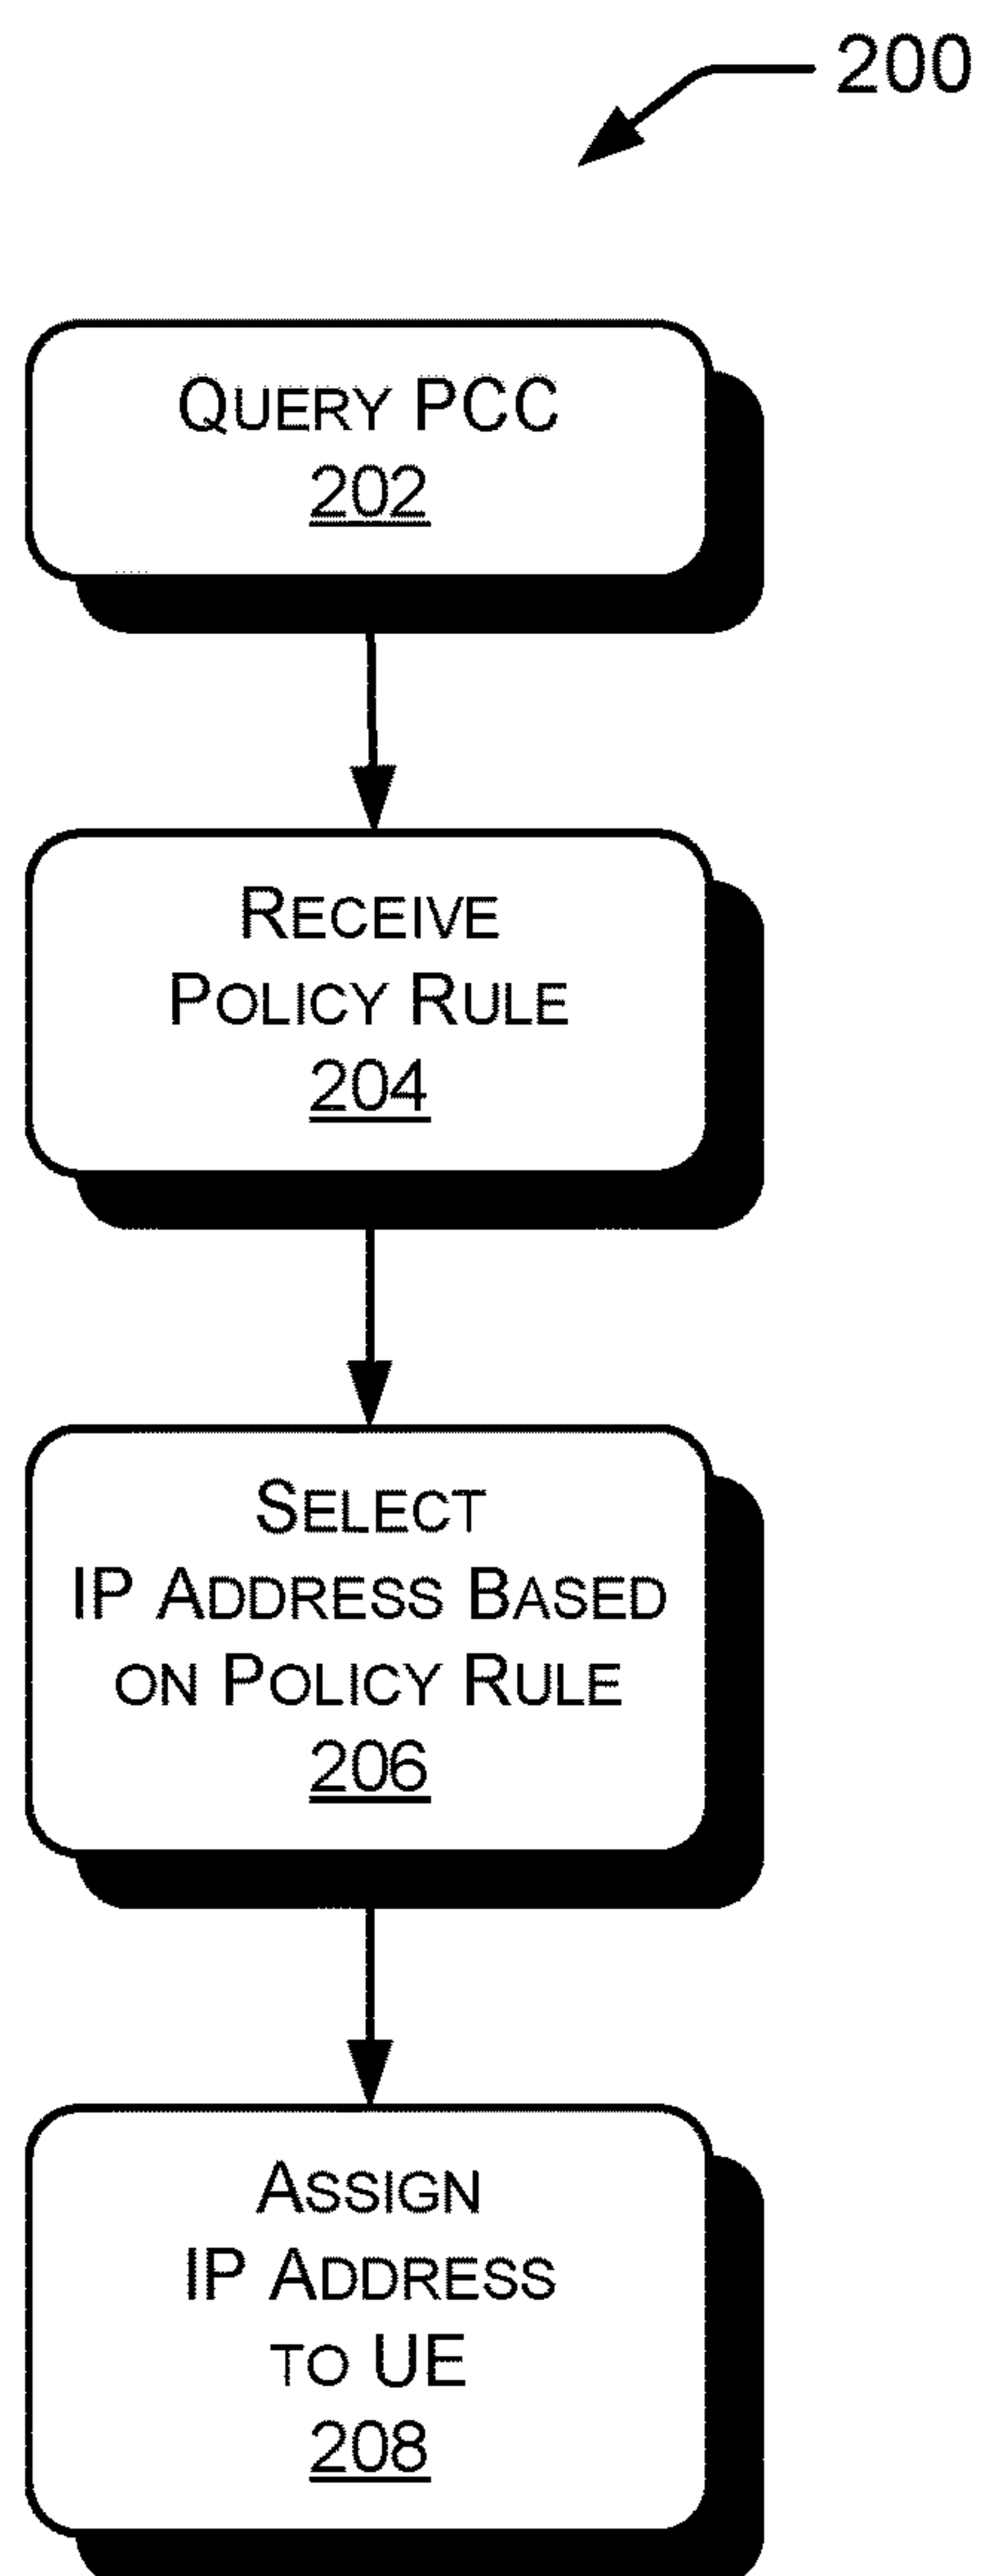 200
QUERY PCC
202
RECEIVE
POLICY RULE
204
SELECT
IP ADDRESS BASED
ON POLICY RULE
206
ASSIGN
IP ADDRESS
TO UE
208